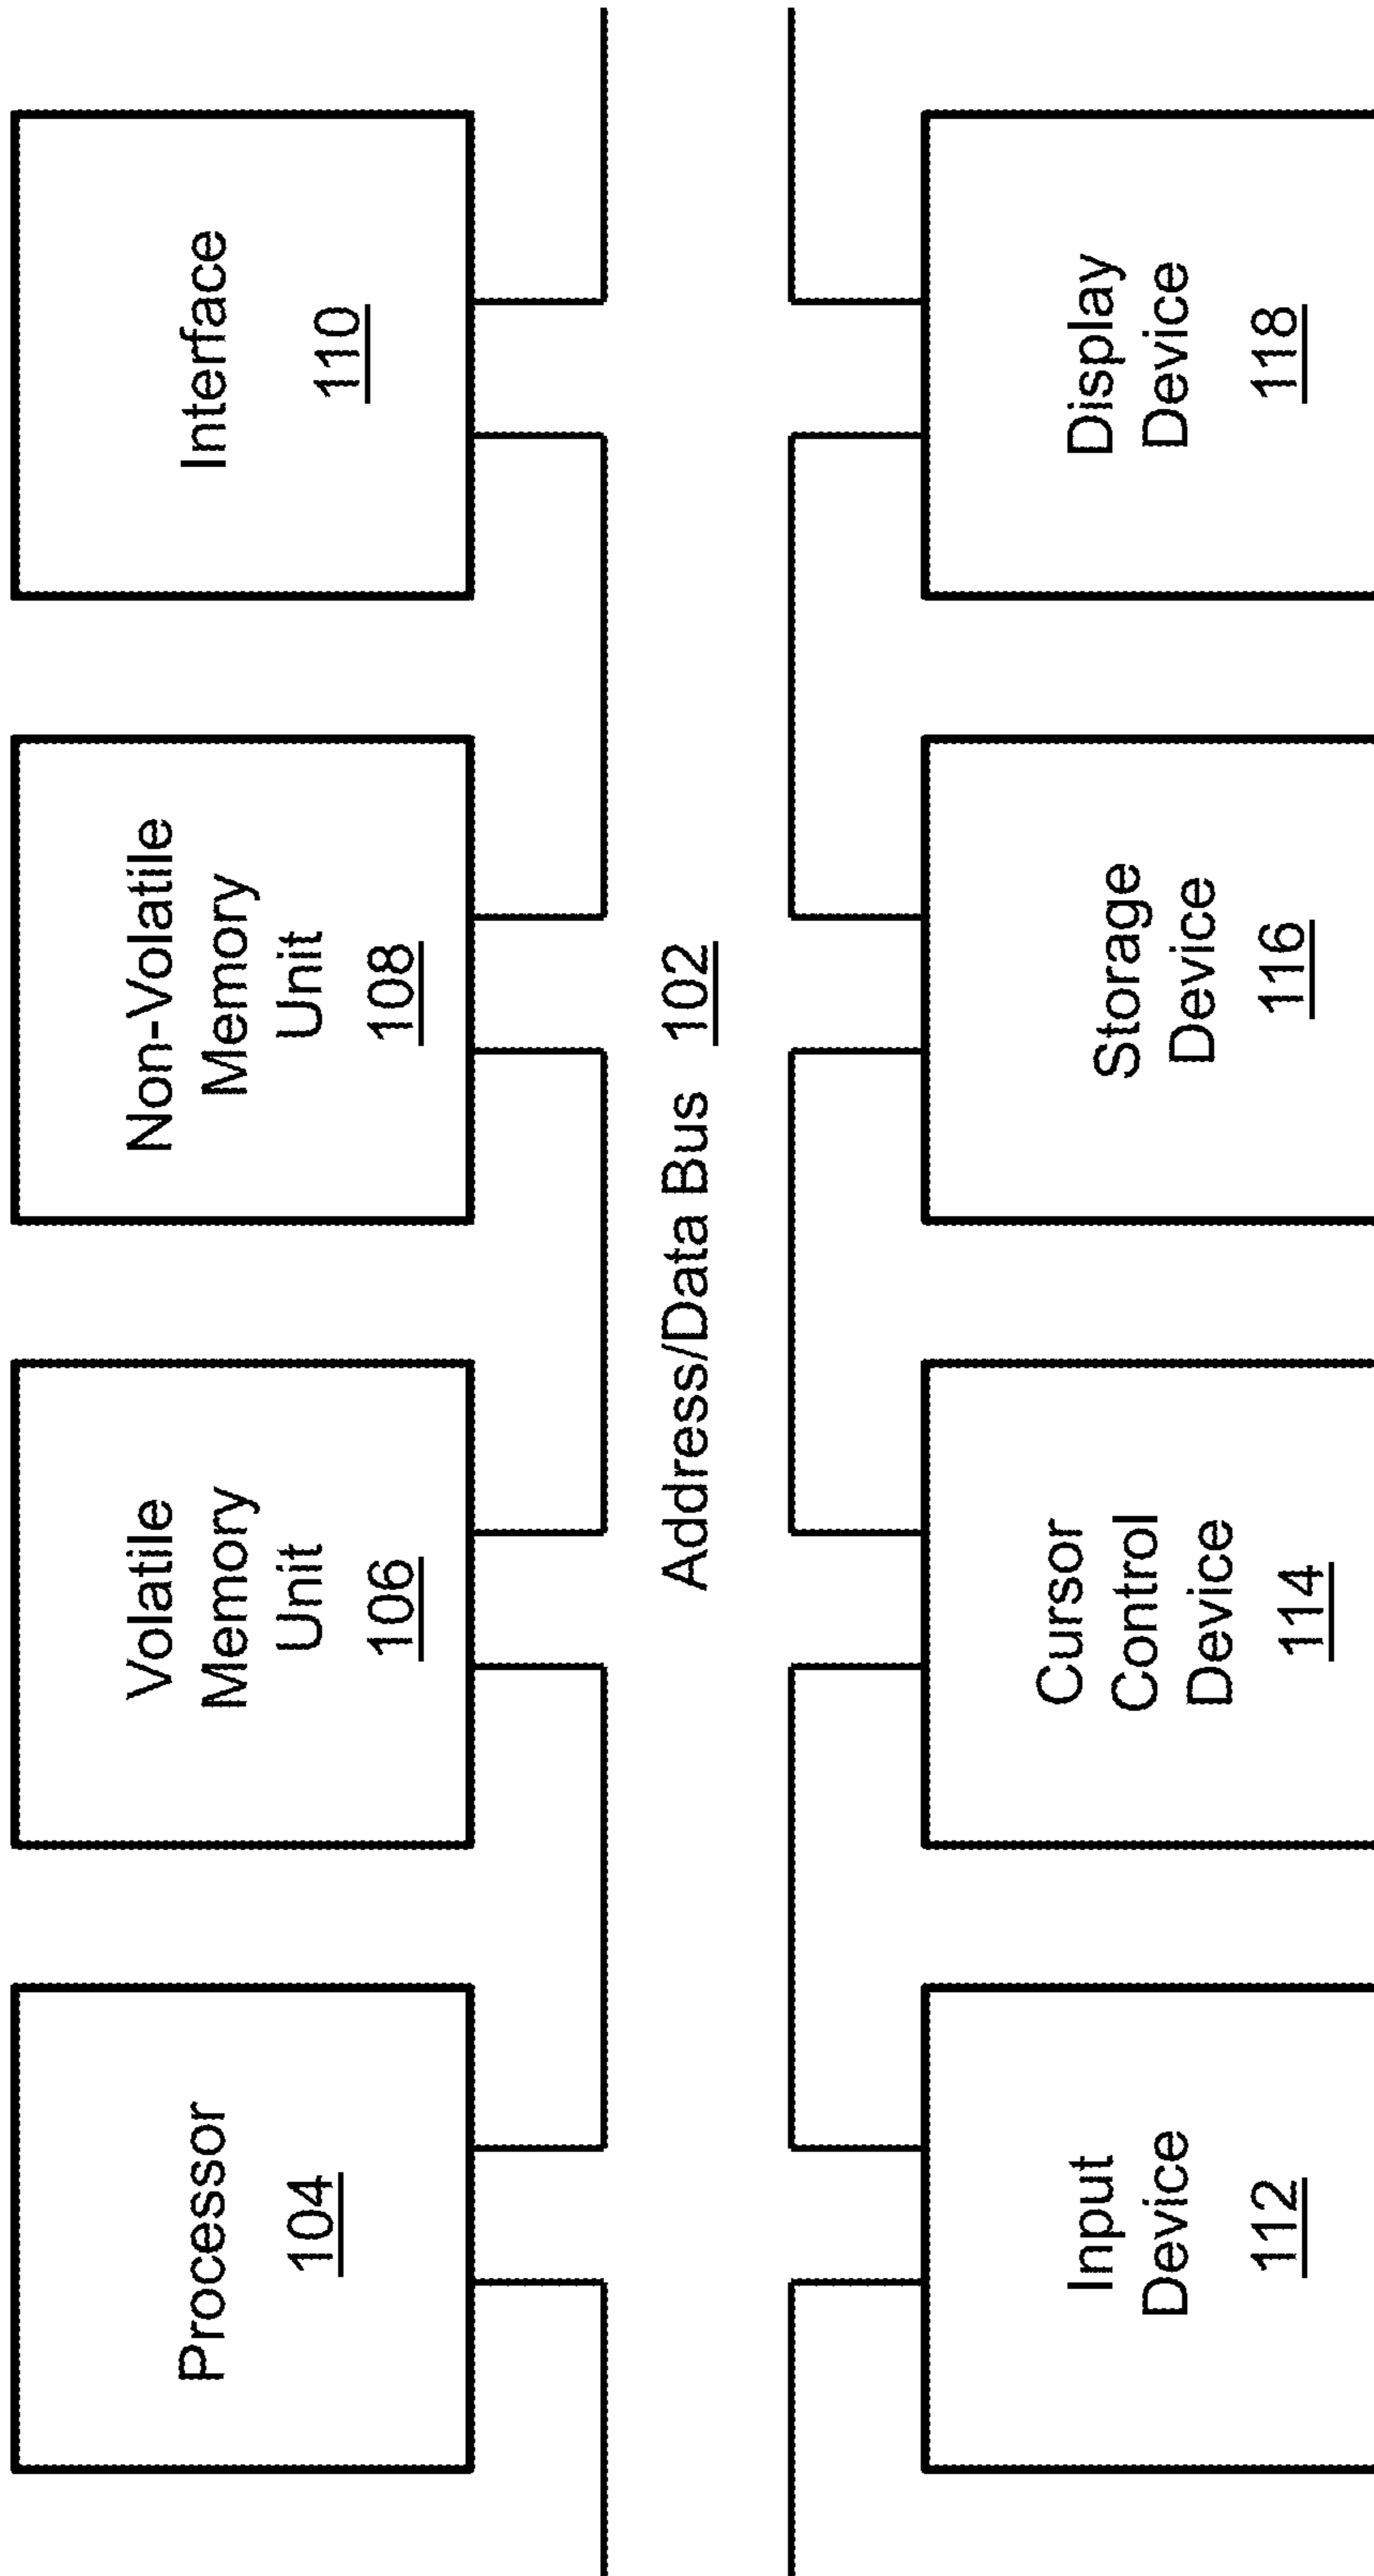 Processor
104
Volatile
Memory
Unit
106
Non-Volatile
Memory
Unit
108
Interface
110
Address/Data Bus 102
Input
Device
112
Cursor
Control
Device
114
Storage
Device
116
Display
Device
118